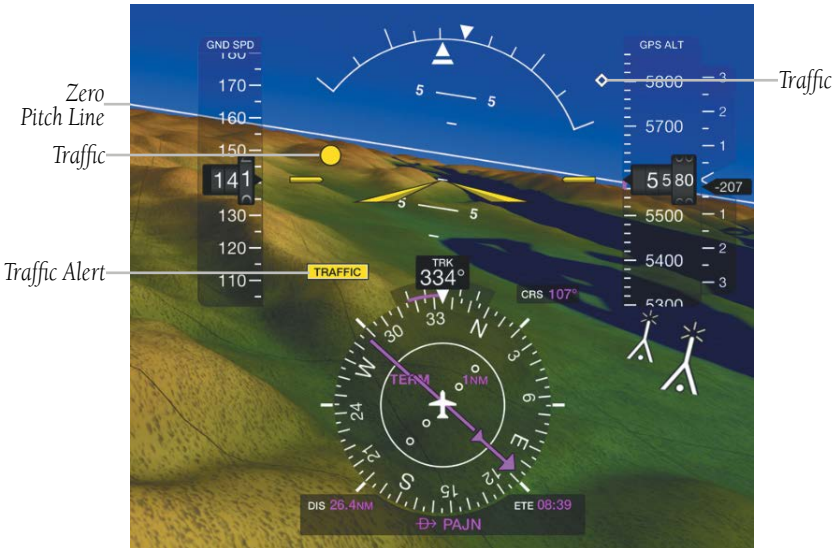 GND SPD
GPS ALT
180
170
160
150
141
130
120
110
5 5
5 5
5800
5700
5580
5500
5400
5300
3
2
1
-207
1
2
3
Zero
Pitch Line
Traffic
Traffic
Traffic Alert
TRAFFIC
TRK
334°
CRS 107°
33
N
3
6
E
12
15
S
21
24
W
30
TERM 1NM
DIS 26.4NM
ETE 08:39
D PAJN